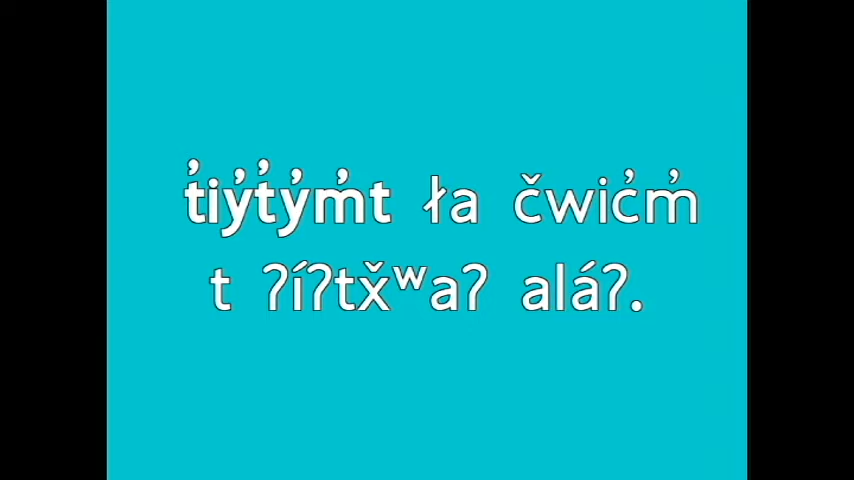 t̓iy̓t̓y̓m̓t ła čwic̓m̓
t ʔíʔtx̌ʷaʔ aláʔ.